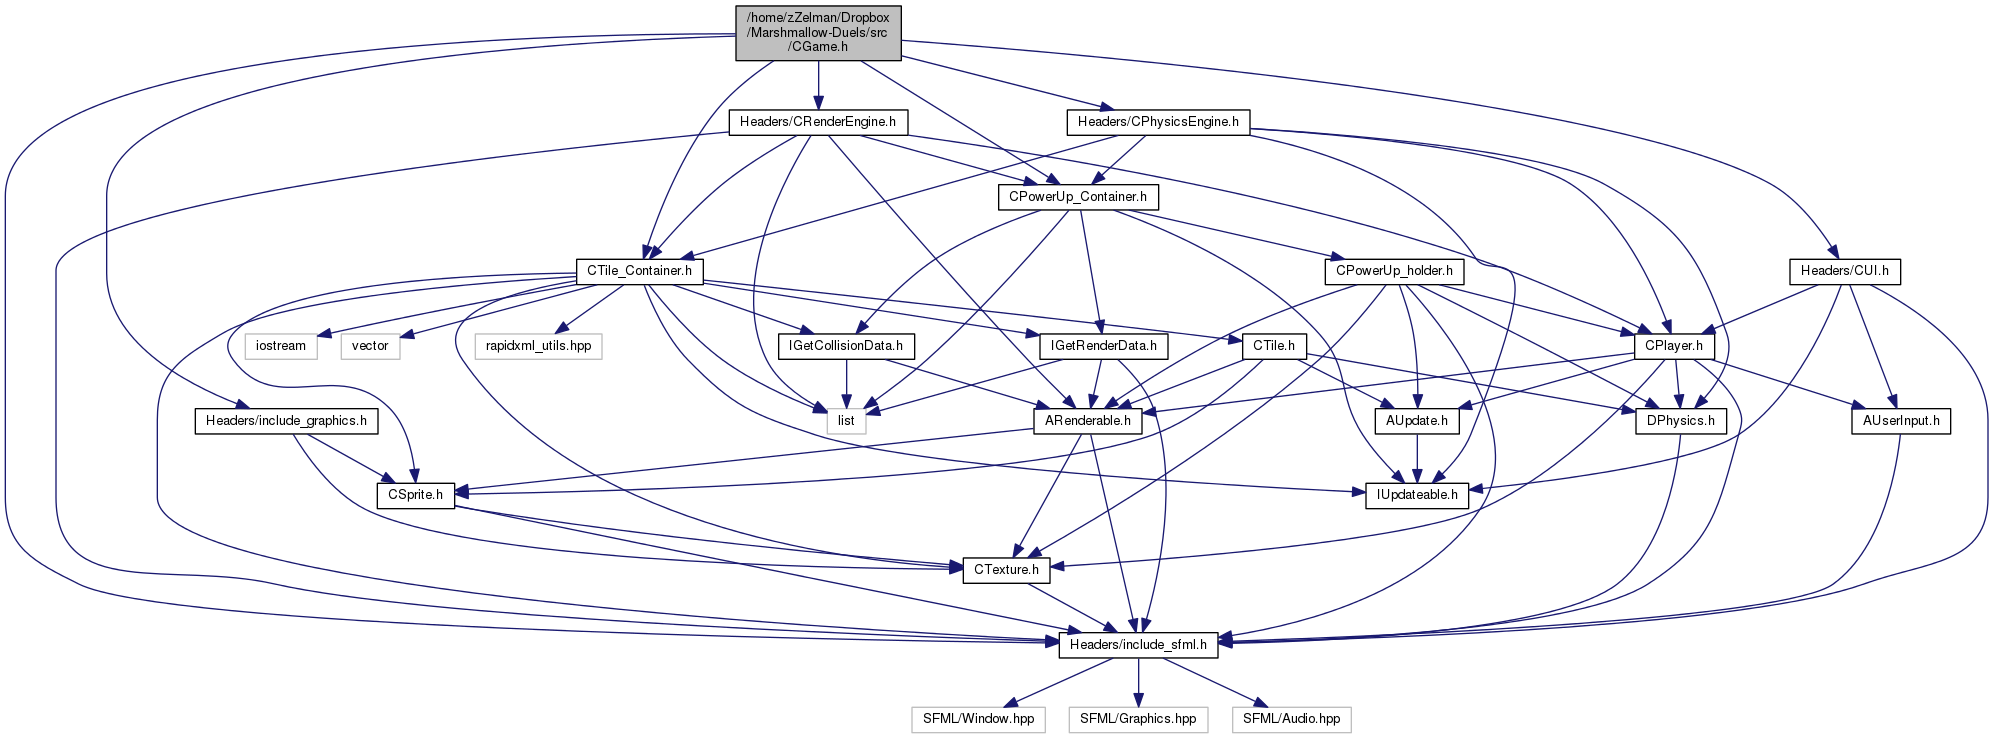 /home/zZelman/Dropbox
/Marshmallow-Duels/src
/CGame.h
Headers/CRenderEngine.h
Headers/CPhysicsEngine.h
CPowerUp_Container.h
CTile_Container.h
CPowerUp_holder.h
Headers/CUI.h
iostream
vector
rapidxml_utils.hpp
IGetCollisionData.h
IGetRenderData.h
CTile.h
CPlayer.h
Headers/include_graphics.h
list
ARenderable.h
AUpdate.h
DPhysics.h
AUserInput.h
CSprite.h
IUpdateable.h
CTexture.h
Headers/include_sfml.h
SFML/Window.hpp
SFML/Graphics.hpp
SFML/Audio.hpp